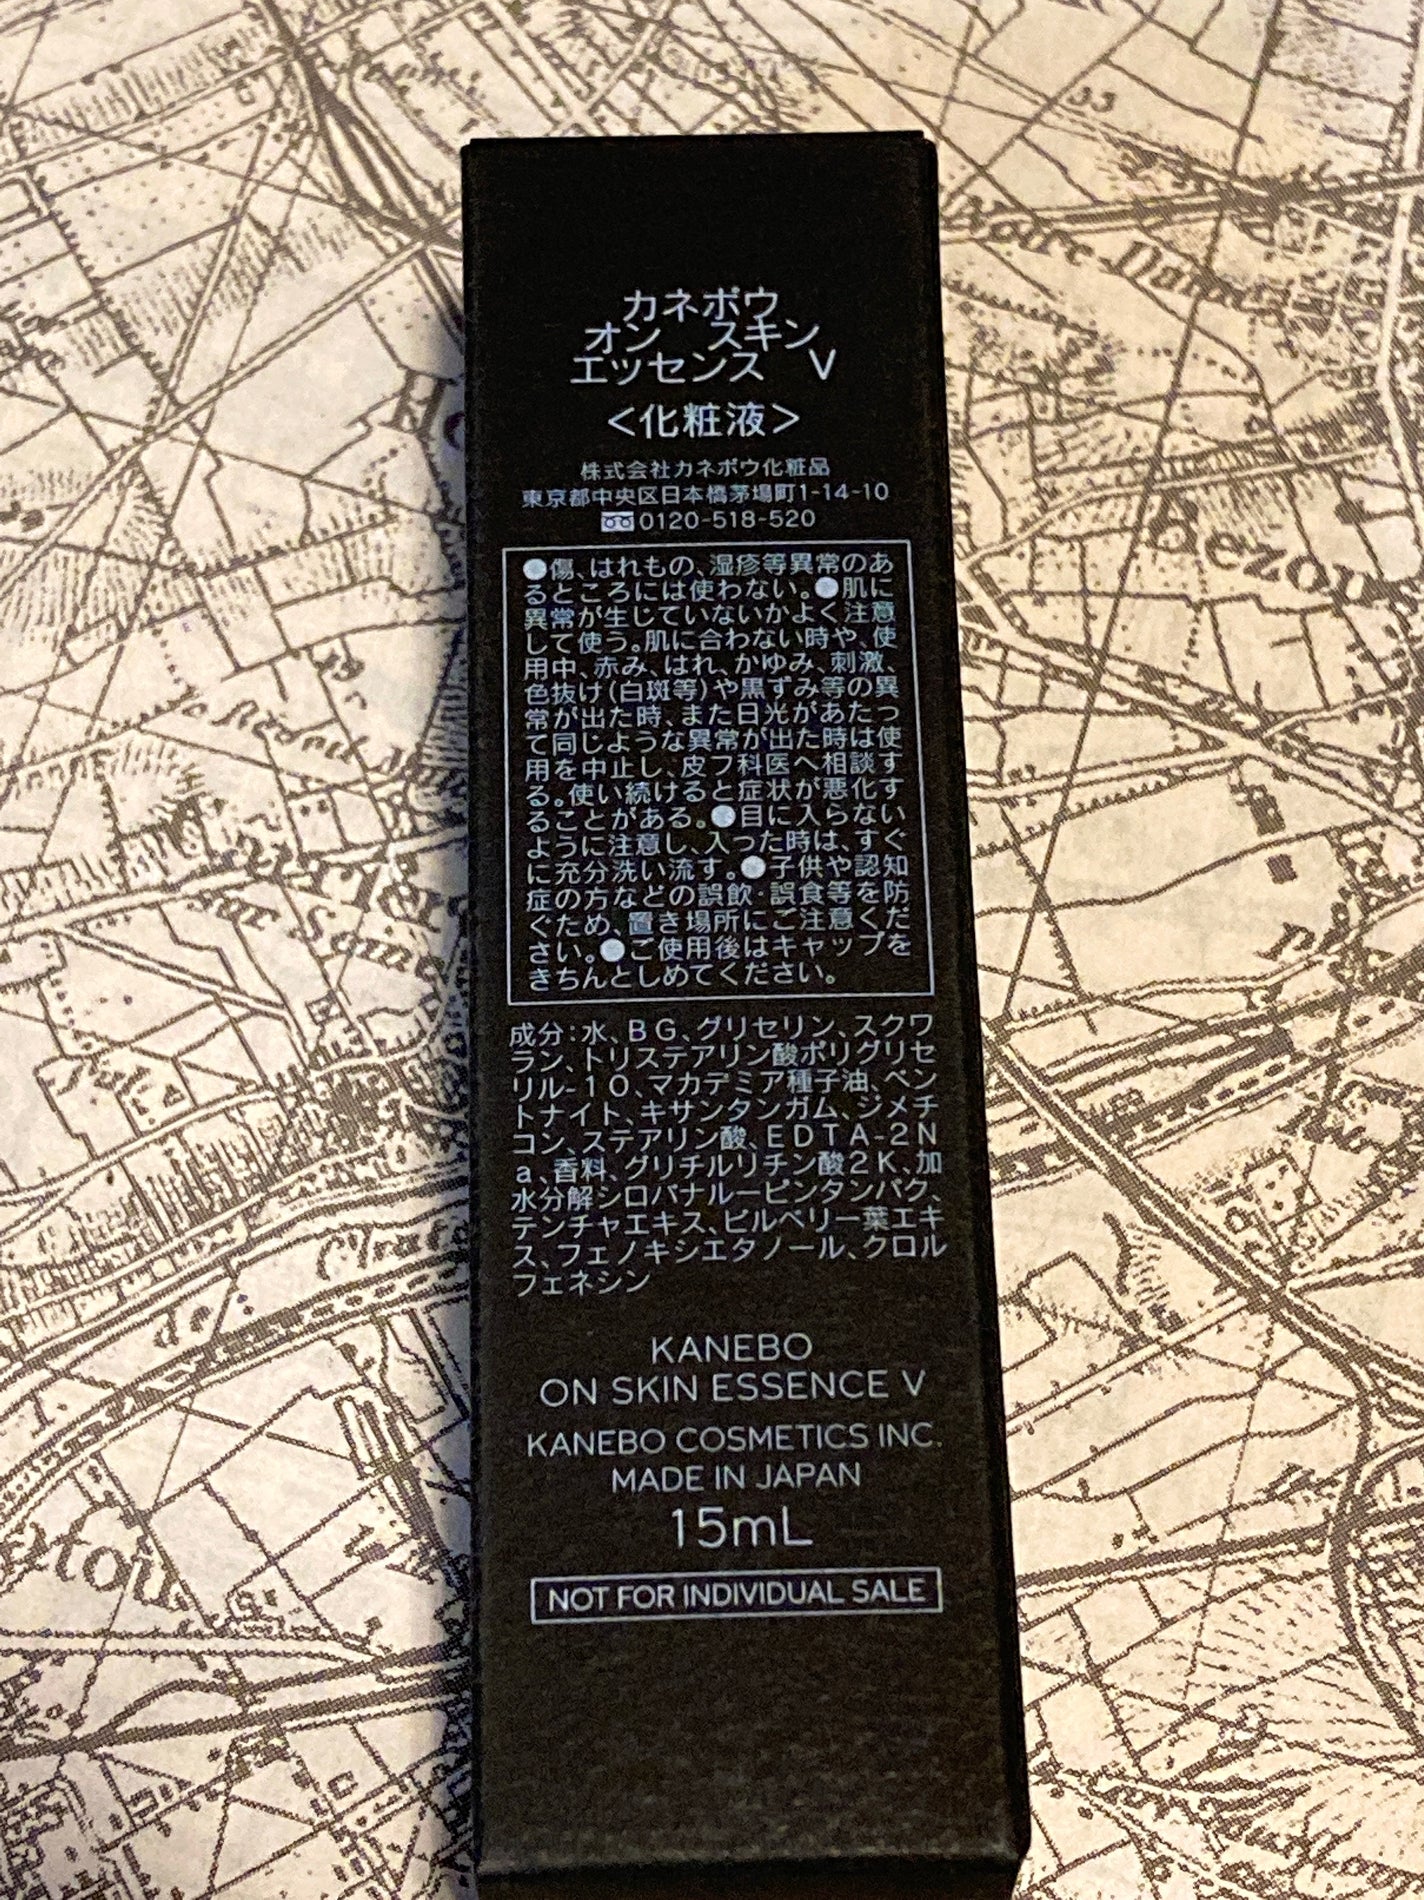 カネボウ
オン スキン
エッセンス V
<化粧液>
株式会社カネボウ化粧品
東京都中央区日本橋茅場町1-14-10
0120-518-520
●傷、はれもの、湿疹等異常のあ
るところには使わない。●肌に
異常が生じていないかよく注意
して使う。肌に合わない時や、使
用中、赤み、はれ、かゆみ、刺激、
色抜け(白斑等)や黒ずみ等の異
常が出た時、また日光があたっ
て同じような異常が出た時は使
用を中止し、皮フ科医へ相談す
る。使い続けると症状が悪化す
ることがある。●目に入らない
ように注意し、入った時は、すぐ
に充分洗い流す。●子供や認知
症の方などの誤飲・誤食等を防
ぐため、置き場所にご注意くだ
さい。●ご使用後はキャップを
きちんとしめてください。
成分:水、BG、グリセリン、スクワ
ラン、トリステアリン酸ポリグリセ
リル-10、マカデミア種子油、ベン
トナイト、キサンタンガム、ジメチ
コン、ステアリン酸、EDTA-2N
a、香料、グリチルリチン酸2K、加
水分解シロバナルーピンタンパク、
テンチャエキス、ビルベリー葉エキ
ス、フェノキシエタノール、クロル
フェネシン
KANEBO
ON SKIN ESSENCE V
KANEBO COSMETICS INC.
MADE IN JAPAN
15mL
NOT FOR INDIVIDUAL SALE
33
Bezon
19